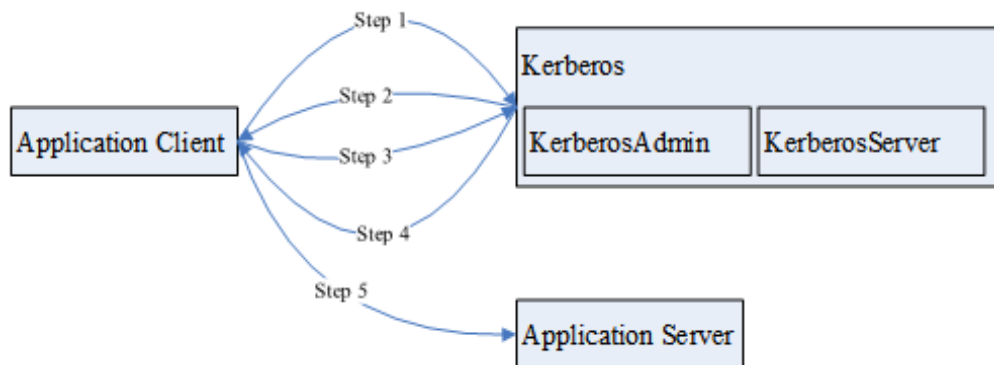 Step 1
Kerberos
Step 2
Application Client
KerberosAdmin
KerberosServer
Step 3
Step 4
Step 5
Application Server